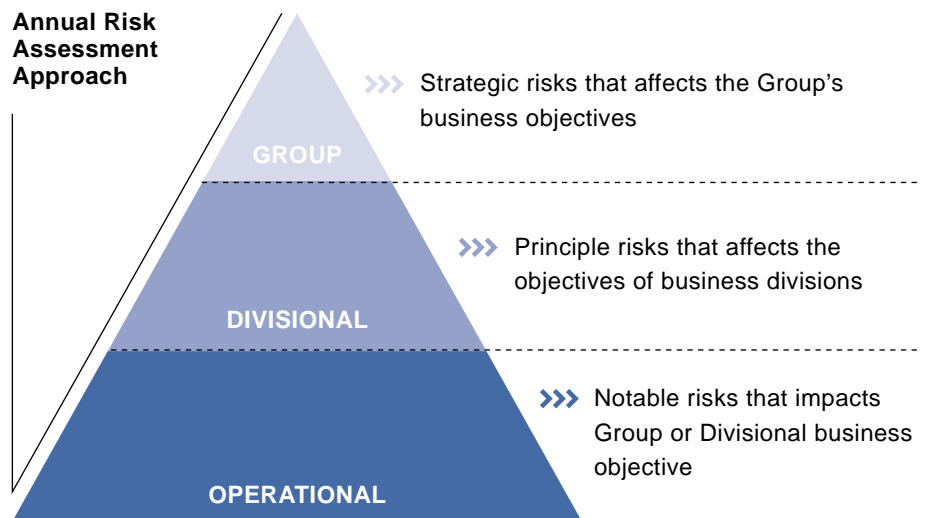 Annual Risk
Assessment
Approach
Strategic risks that affects the Group's
business objectives
GROUP
Principle risks that affects the
objectives of business divisions
DIVISIONAL
Notable risks that impacts
Group or Divisional business
objective
OPERATIONAL